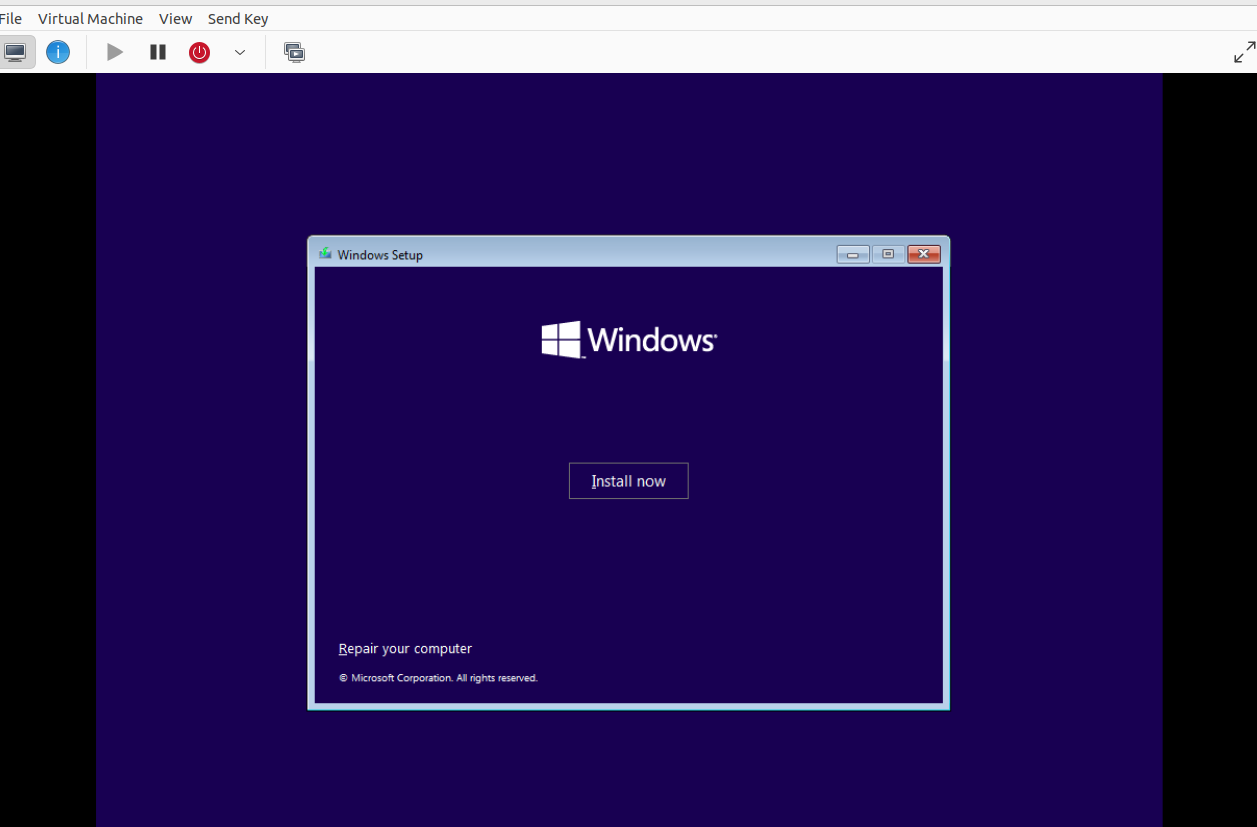 File Virtual Machine View Send Key
Windows Setup
Windows
Install now
Repair your computer
© Microsoft Corporation. All rights reserved.